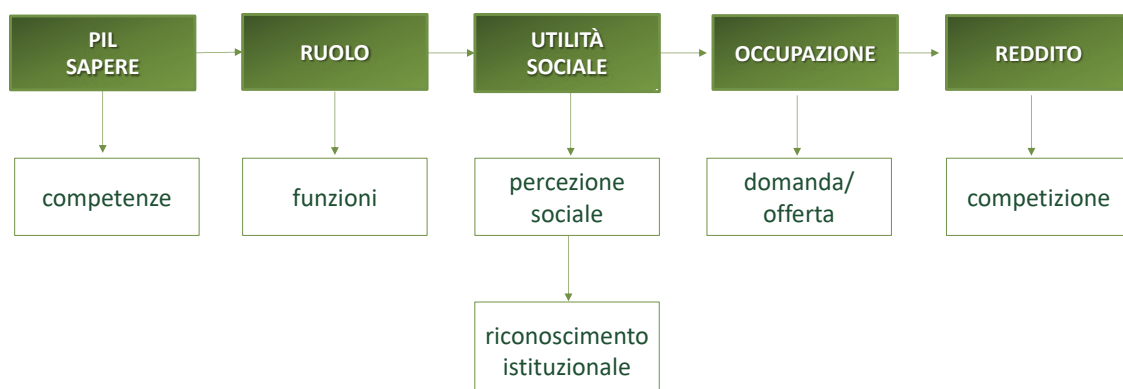 PIL
SAPERE
RUOLO
UTILITÀ
SOCIALE
OCCUPAZIONE
REDDITO
competenze
funzioni
percezione
sociale
domanda/
offerta
competizione
riconoscimento
istituzionale